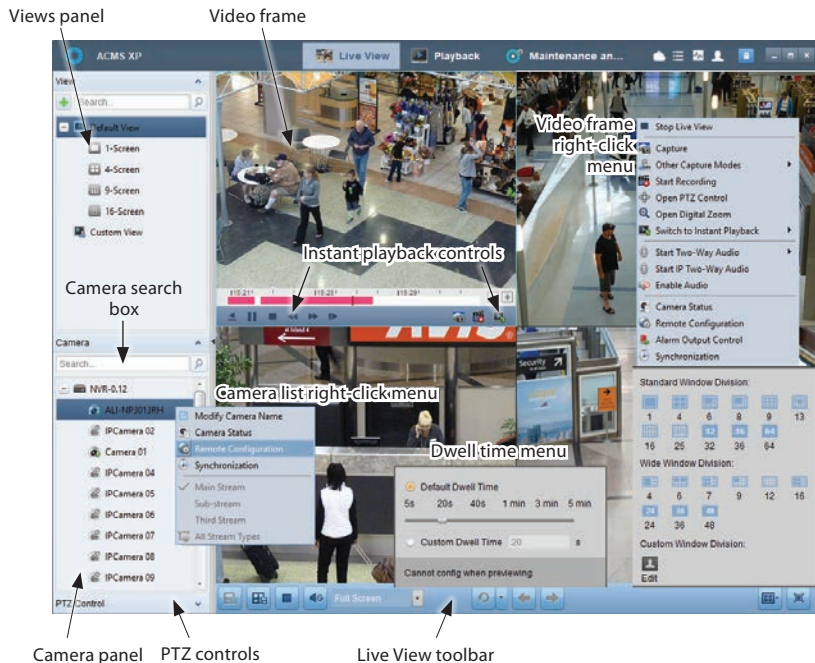 Views panel
Video frame
ACMS XP
Live View
Playback
Maintenance an...
View
Search...
Default View
1-Screen
4-Screen
9-Screen
16-Screen
Custom View
Video frame
right-click
menu
Stop Live View
Capture
Other Capture Modes
Start Recording
Open PTZ Control
Open Digital Zoom
Switch to Instant Playback
Start Two-Way Audio
Start IP Two-Way Audio
Enable Audio
Camera Status
Remote Configuration
Alarm Output Control
Synchronization
Instant playback controls
Camera search
box
Camera
Search...
NVR-0.12
ALI-NP3013RH
IPCamera 02
Camera 01
IPCamera 04
IPCamera 05
IPCamera 06
IPCamera 07
IPCamera 08
IPCamera 09
PTZ Control
AVIS
Security
Camera list right-click menu
Modify Camera Name
Camera Status
Remote Configuration
Synchronization
Main Stream
Sub-stream
Third Stream
All Stream Types
Dwell time menu
Default Dwell Time
5s 20s 40s 1 min 3 min 5 min
Custom Dwell Time 20 s
Cannot config when previewing.
Standard Window Division:
1 4 6 8 9 13
32 36 64
16 25 32 36 64
Wide Window Division:
4 6 7 9 12 16
24 36 48
24 36 48
Custom Window Division:
Edit
Full Screen
Camera panel
PTZ controls
Live View toolbar